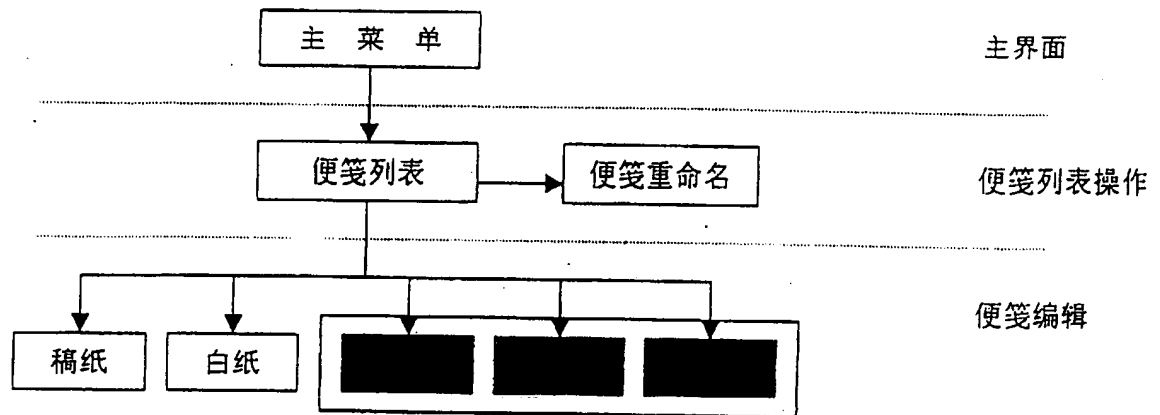 主 菜 单
主界面
便笺列表
便笺重命名
便笺列表操作
便笺编辑
稿纸
白纸